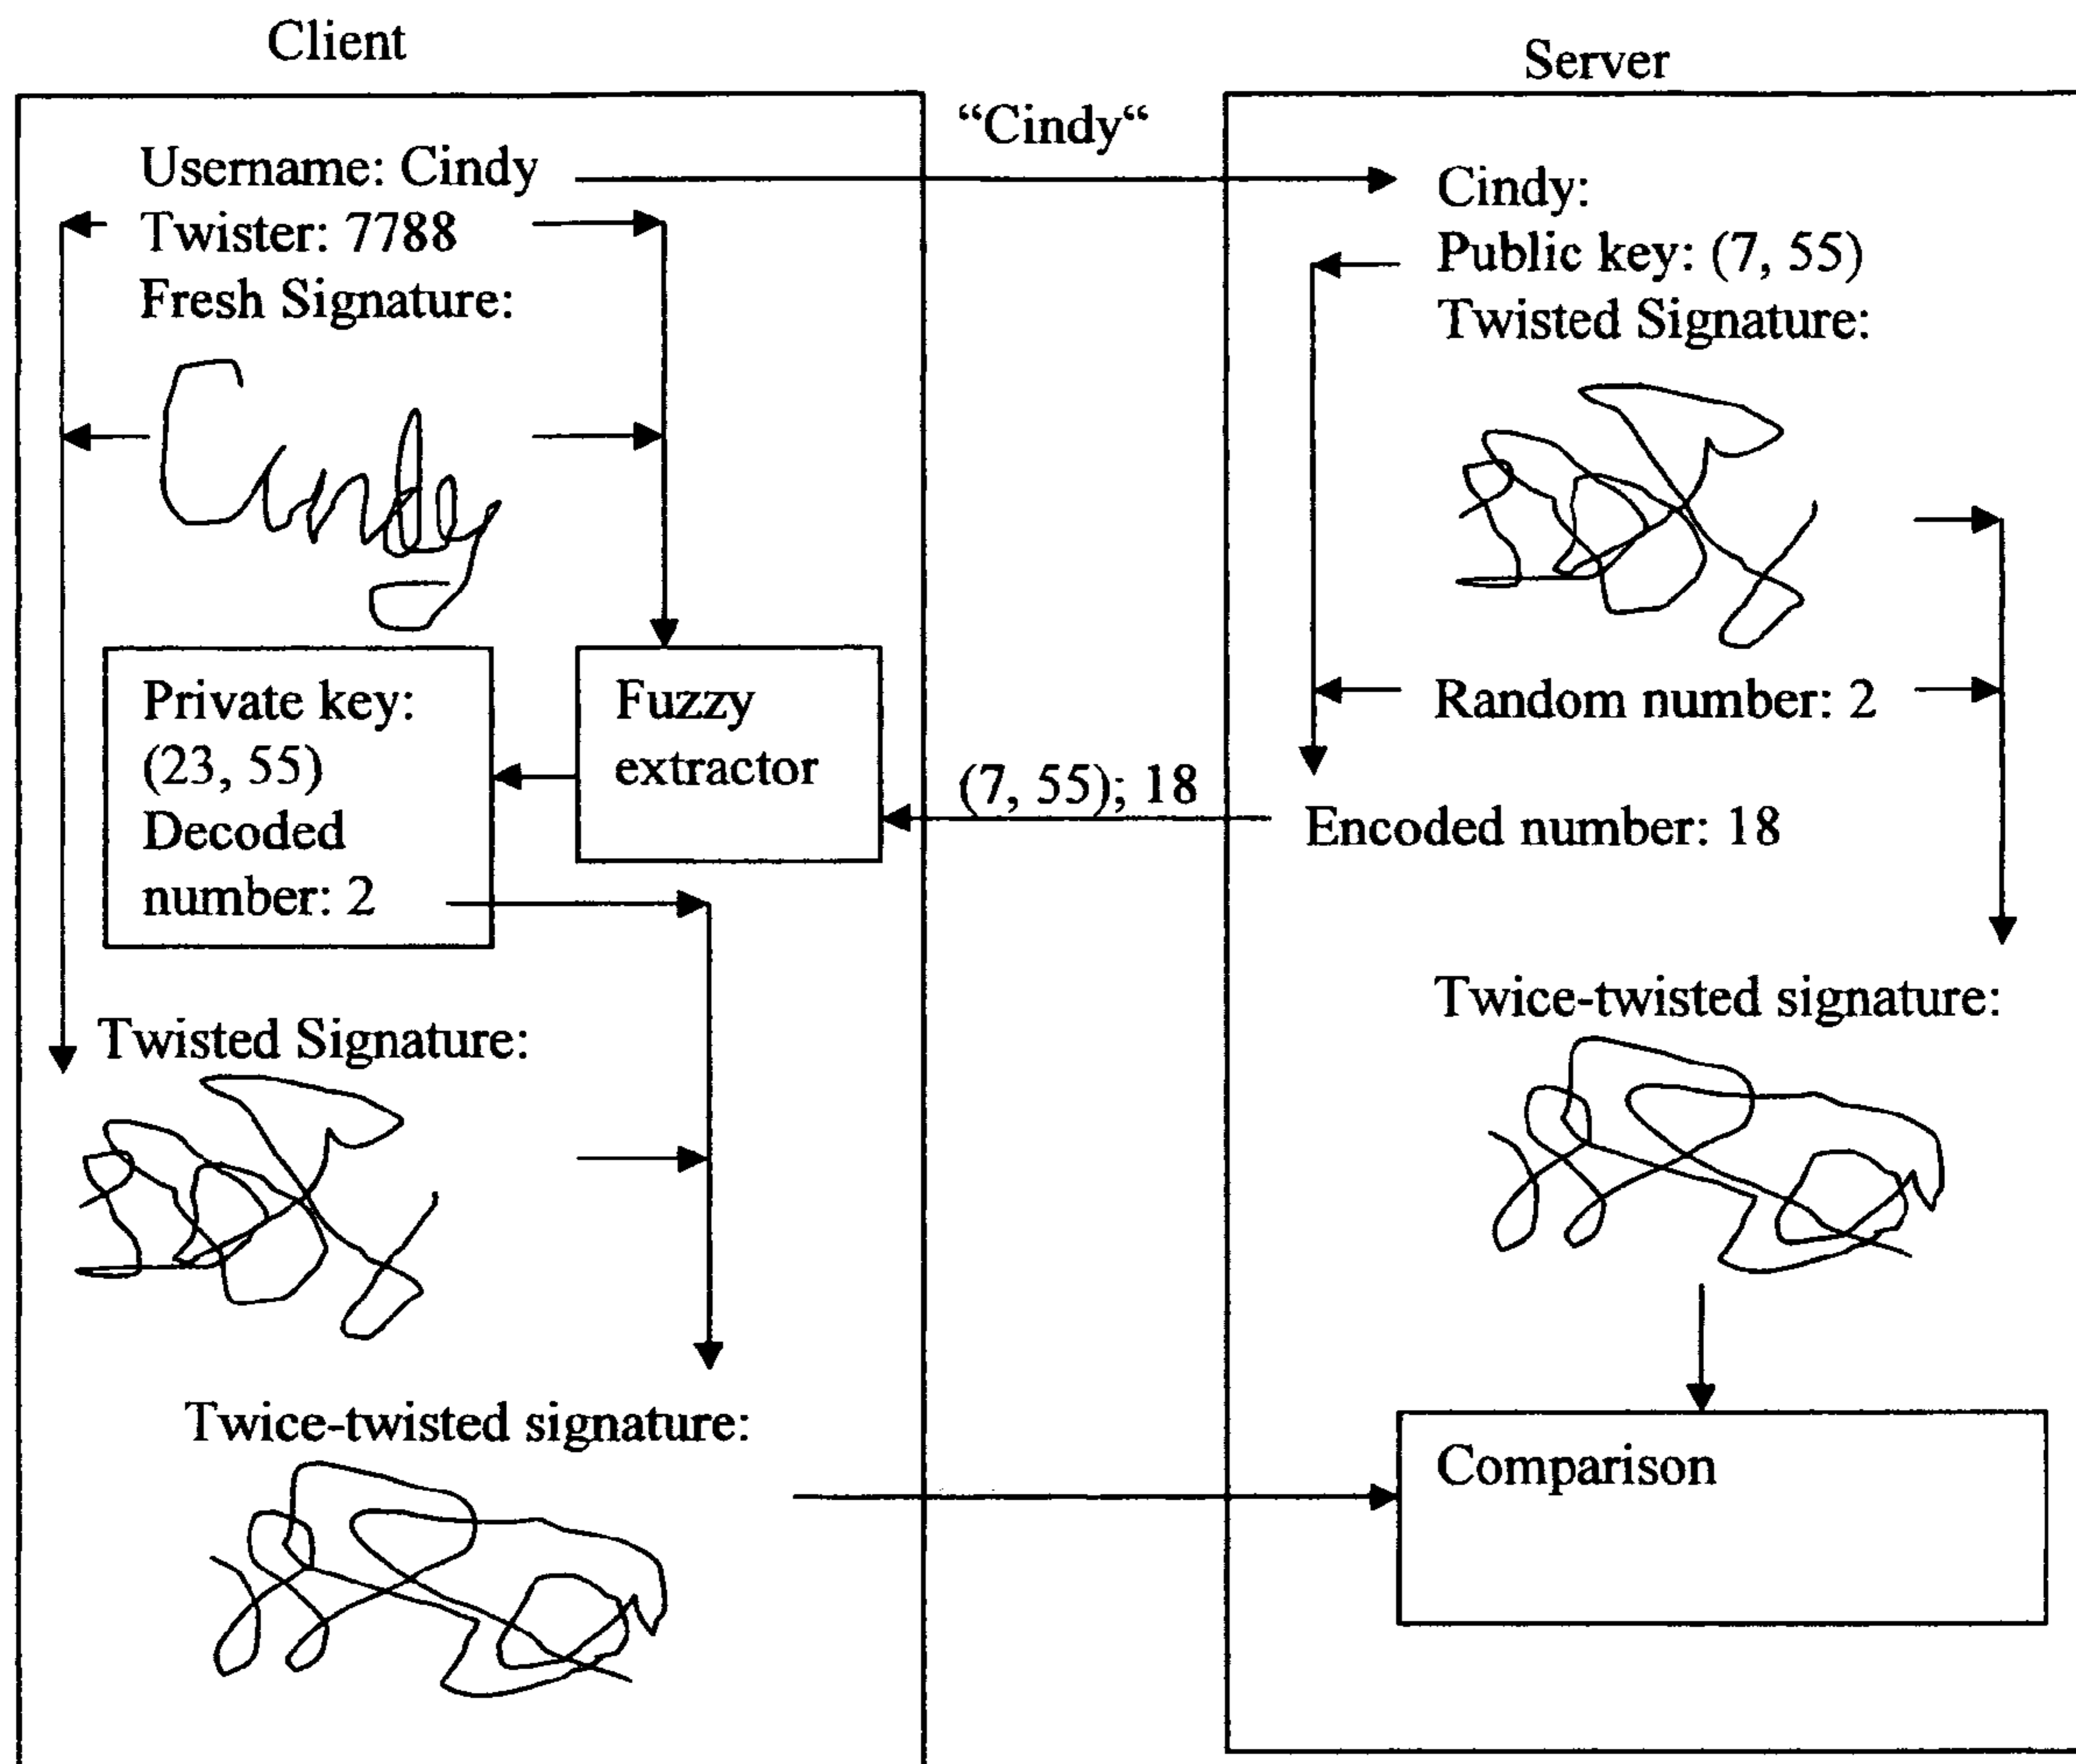 Client
Username: Cindy
Twister: 7788
Fresh Signature:
Cindy
Private key:
(23, 55)
Decoded
number: 2
Fuzzy
extractor
Twisted Signature:
Twice-twisted signature:
“Cindy“
(7, 55); 18
Server
Cindy:
Public key: (7, 55)
Twisted Signature:
Random number: 2
Encoded number: 18
Twice-twisted signature:
Comparison